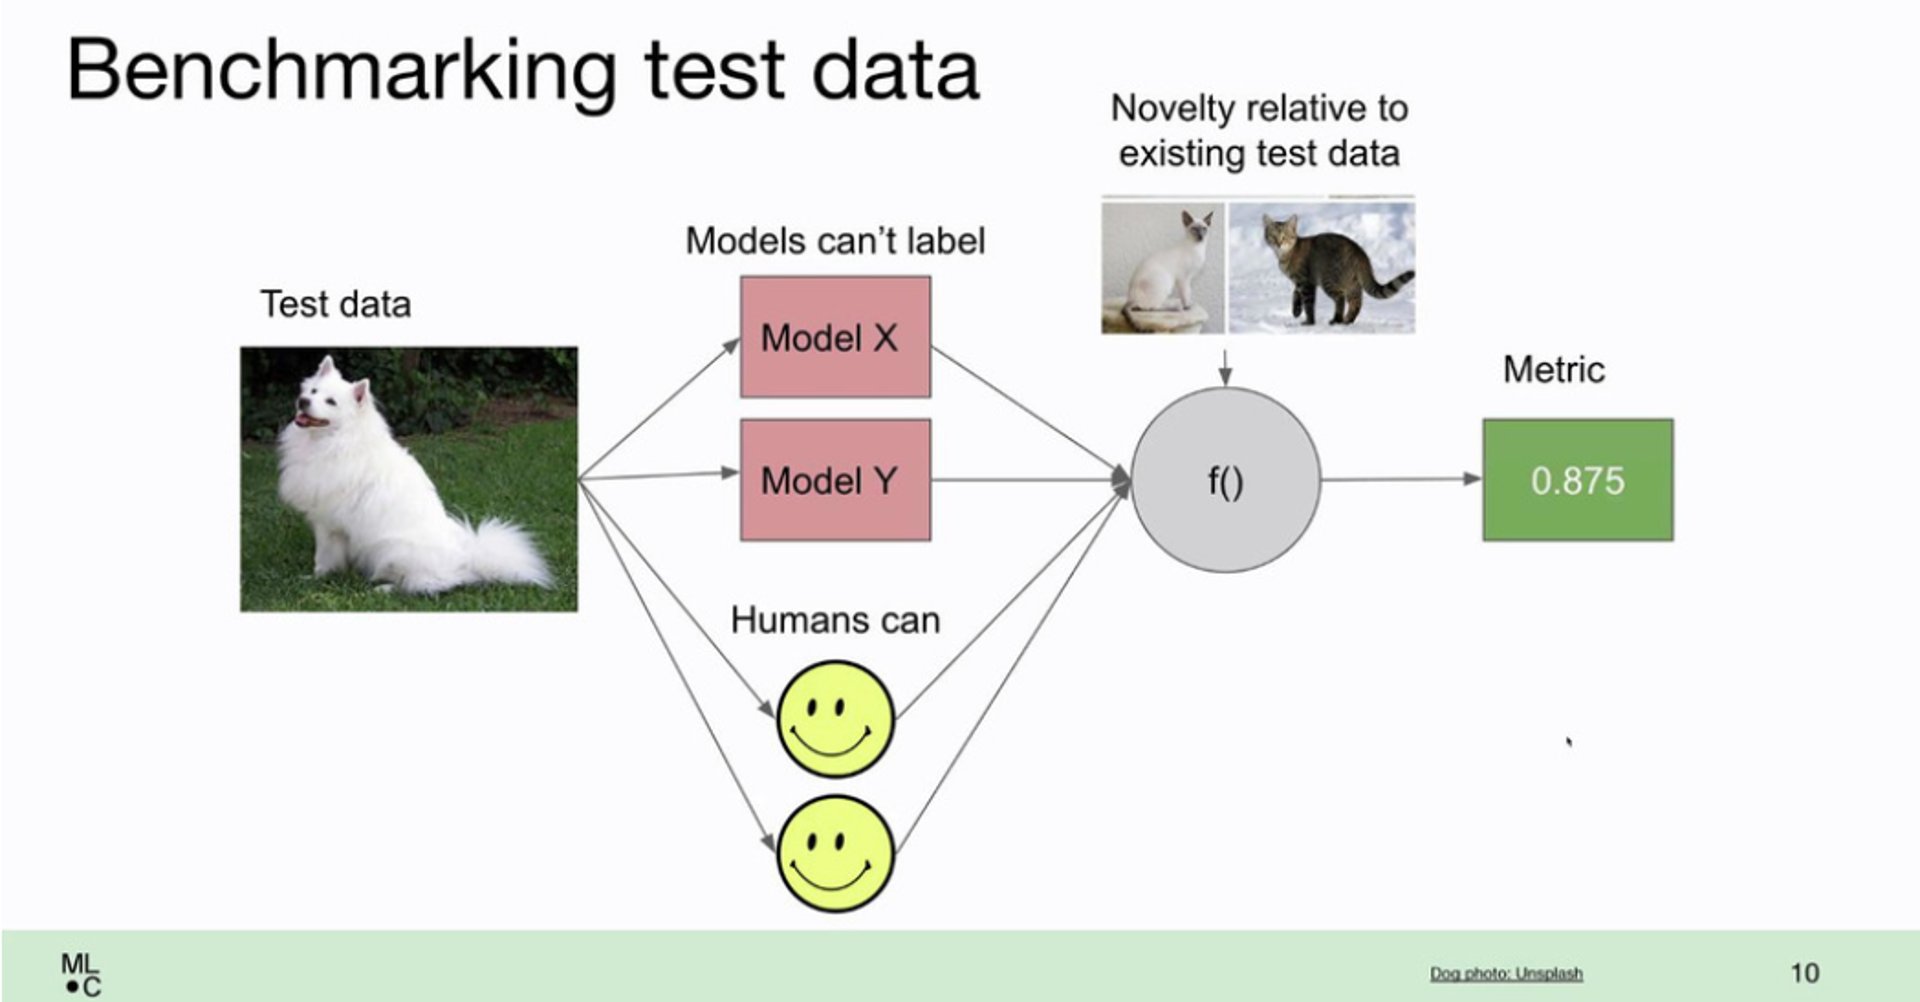 Benchmarking test data
Novelty relative to
existing test data
Models can't label
Test data
Model X
Metric
Model Y
f()
0.875
Humans can
ML
•C
Dog photo: Unsplash
10